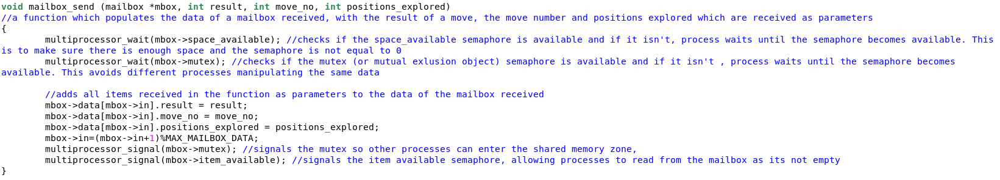 void mailbox_send (mailbox *mbox, int result, int move_no, int positions_explored)
//a function which populates the data of a mailbox received, with the result of a move, the move number and positions explored which are received as parameters
{
        multiprocessor_wait(mbox->space_available); //checks if the space_available semaphore is available and if it isn't, process waits until the semaphore becomes available. This
is to make sure there is enough space and the semaphore is not equal to 0
        multiprocessor_wait(mbox->mutex); //checks if the mutex (or mutual exlusion object) semaphore is available and if it isn't , process waits until the semaphore becomes
available. This avoids different processes manipulating the same data

        //adds all items received in the function as parameters to the data of the mailbox received
        mbox->data[mbox->in].result = result;
        mbox->data[mbox->in].move_no = move_no;
        mbox->data[mbox->in].positions_explored = positions_explored;
        mbox->in=(mbox->in+1)%MAX_MAILBOX_DATA;
        multiprocessor_signal(mbox->mutex); //signals the mutex so other processes can enter the shared memory zone,
        multiprocessor_signal(mbox->item_available); //signals the item available semaphore, allowing processes to read from the mailbox as its not empty
}